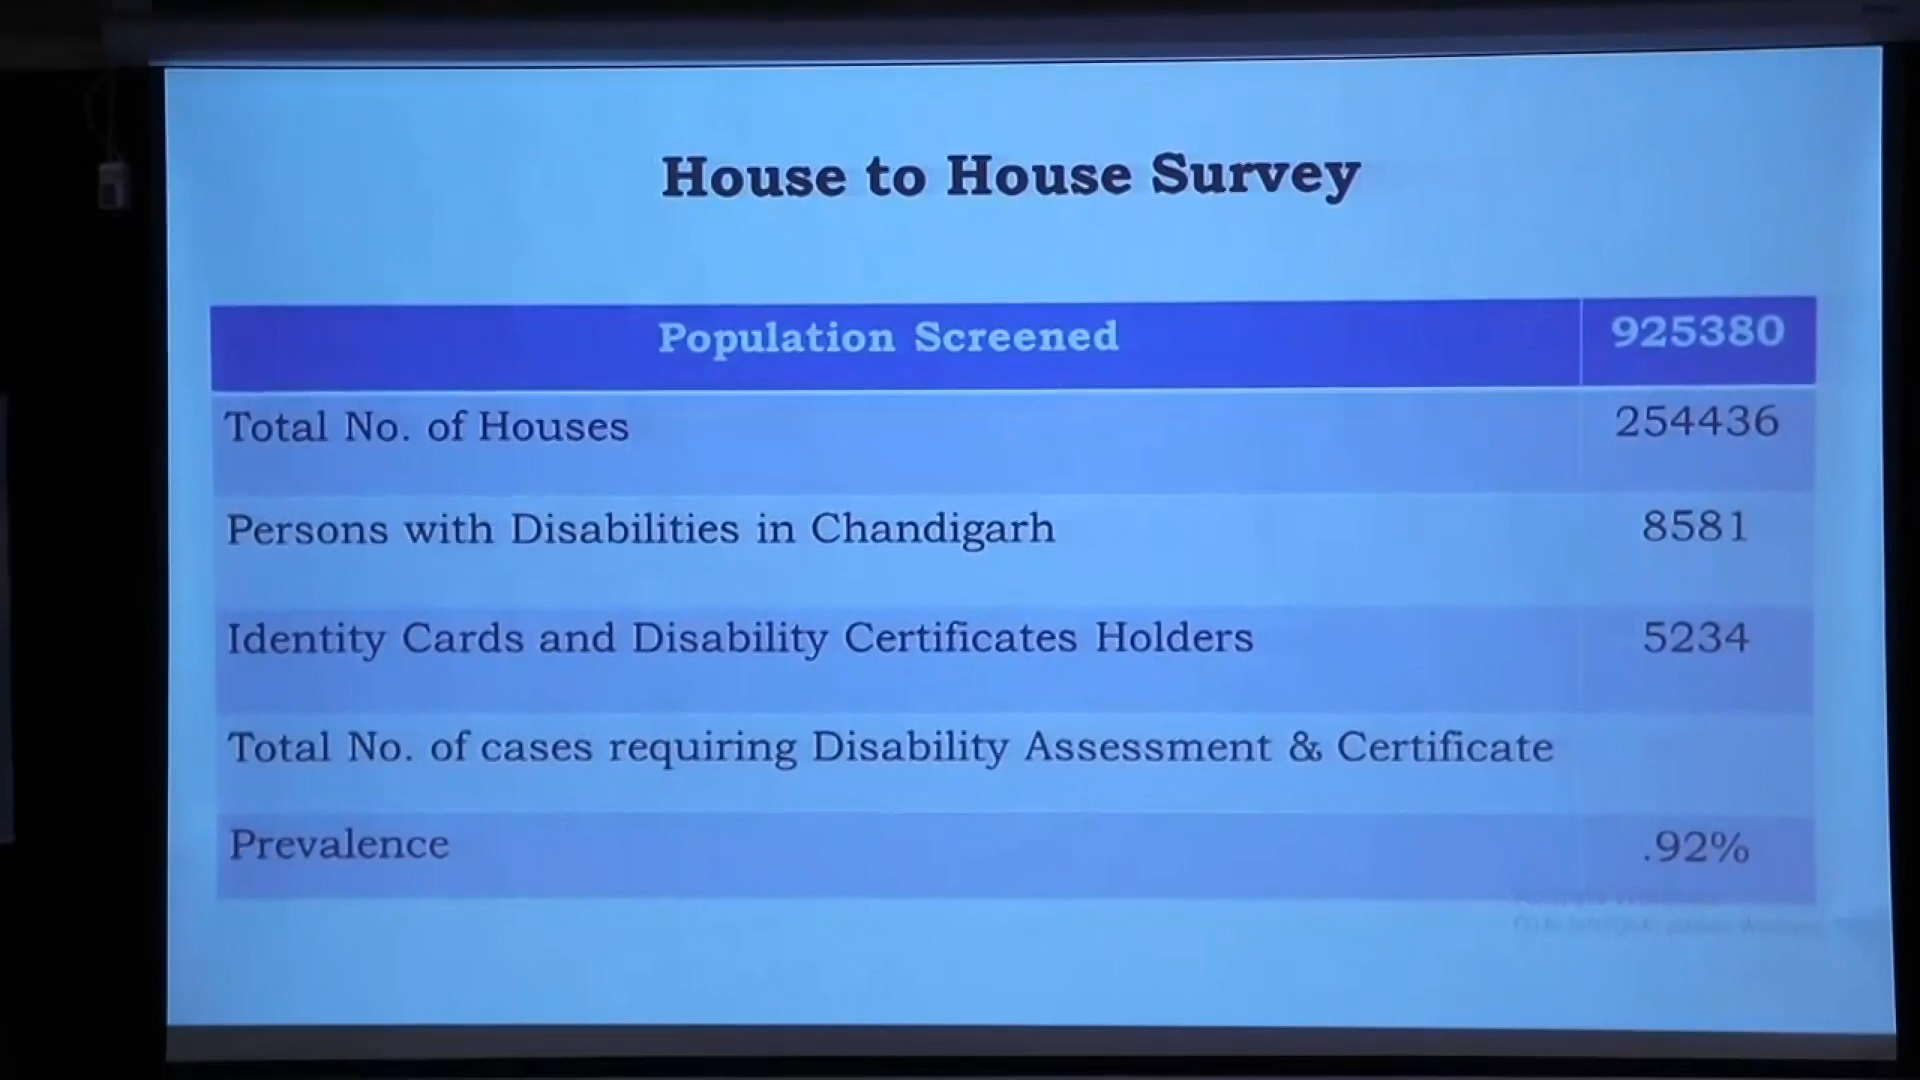 House to House Survey
Population Screened 925380
Total No. of Houses 254436
Persons with Disabilities in Chandigarh 8581
Identity Cards and Disability Certificates Holders 5234
Total No. of cases requiring Disability Assessment & Certificate
Prevalence .92%